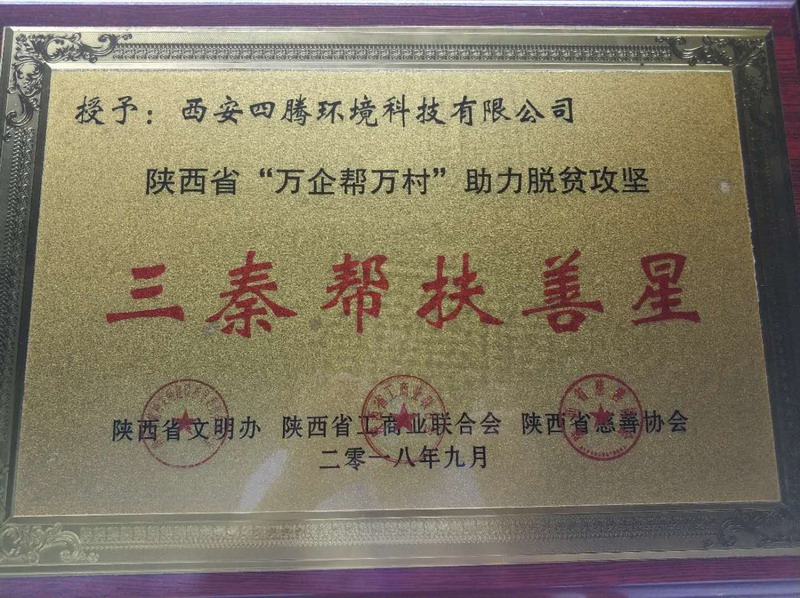 授予：西安四腾环境科技有限公司
陕西省“万企帮万村”助力脱贫攻坚
三秦帮扶善星
陕西省文明办 陕西省工商业联合会 陕西省慈善协会
二零一八年九月